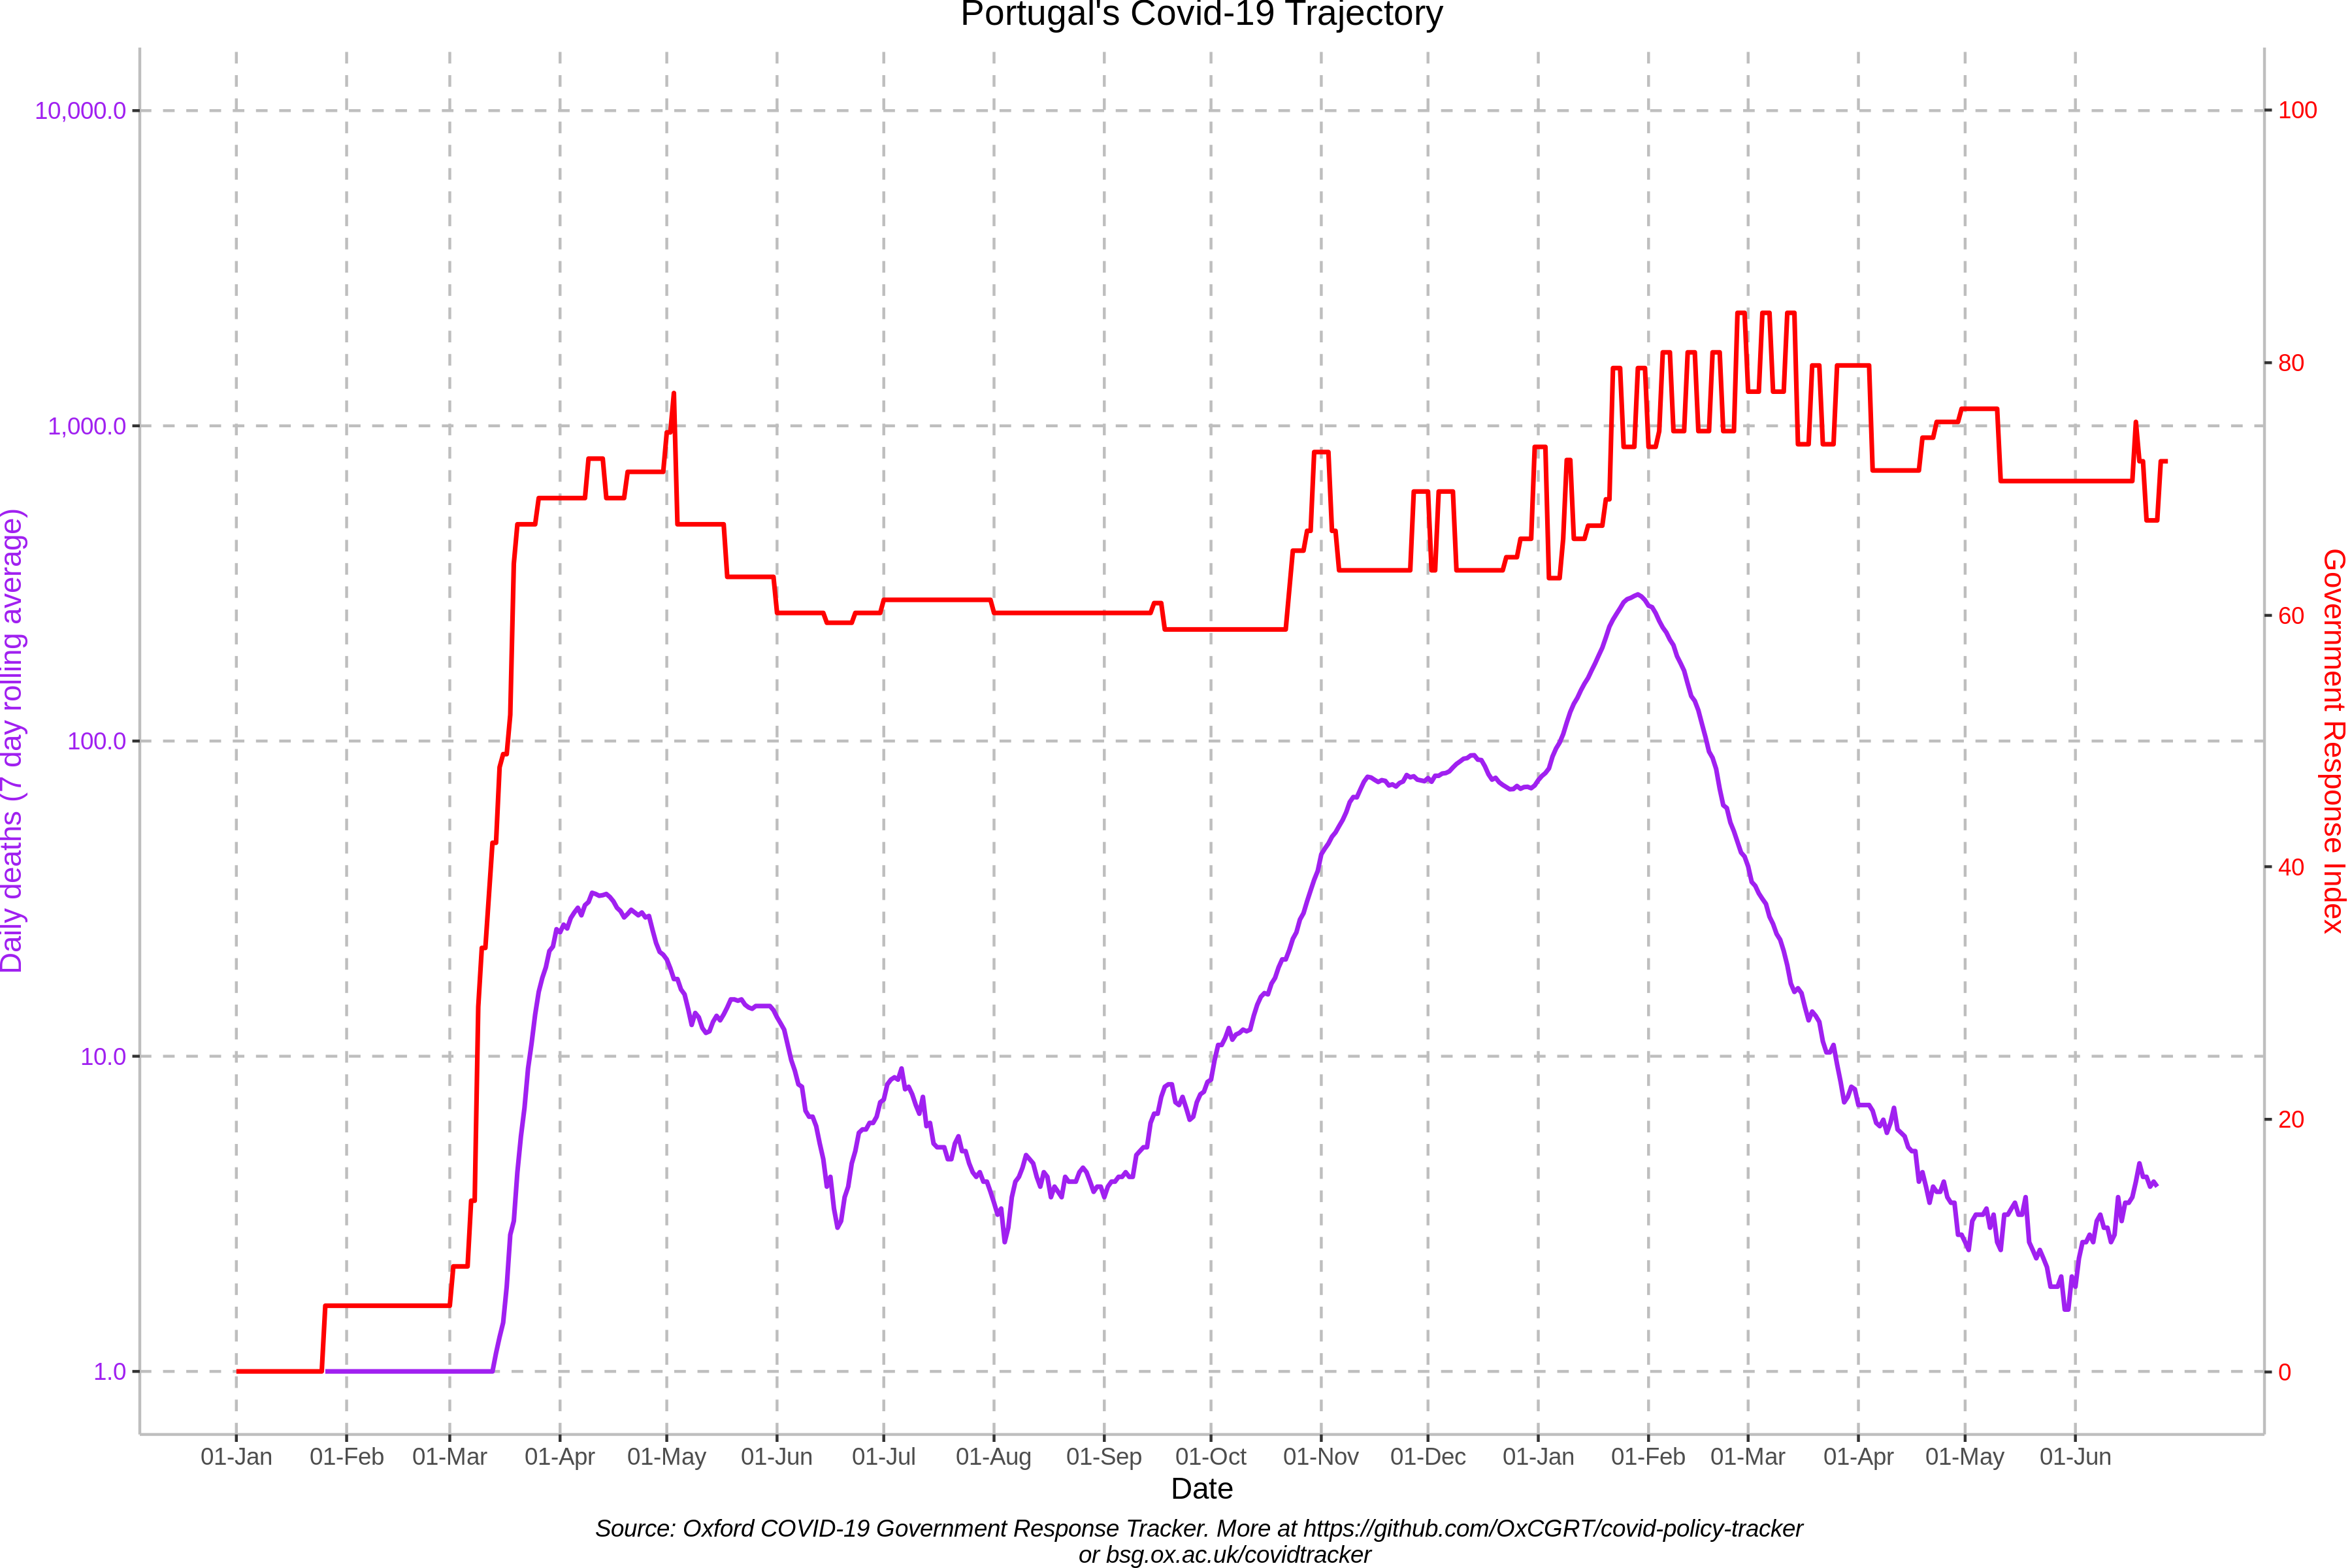 Portugal's Covid-19 Trajectory
10,000.0
1,000.0
100.0
10.0
1.0
Daily deaths (7 day rolling average)
100
80
60
40
20
0
Government Response Index
01-Jan 01-Feb 01-Mar 01-Apr 01-May 01-Jun 01-Jul 01-Aug 01-Sep 01-Oct 01-Nov 01-Dec 01-Jan 01-Feb 01-Mar 01-Apr 01-May 01-Jun
Date
Source: Oxford COVID-19 Government Response Tracker. More at https://github.com/OxCGRT/covid-policy-tracker
or bsg.ox.ac.uk/covidtracker